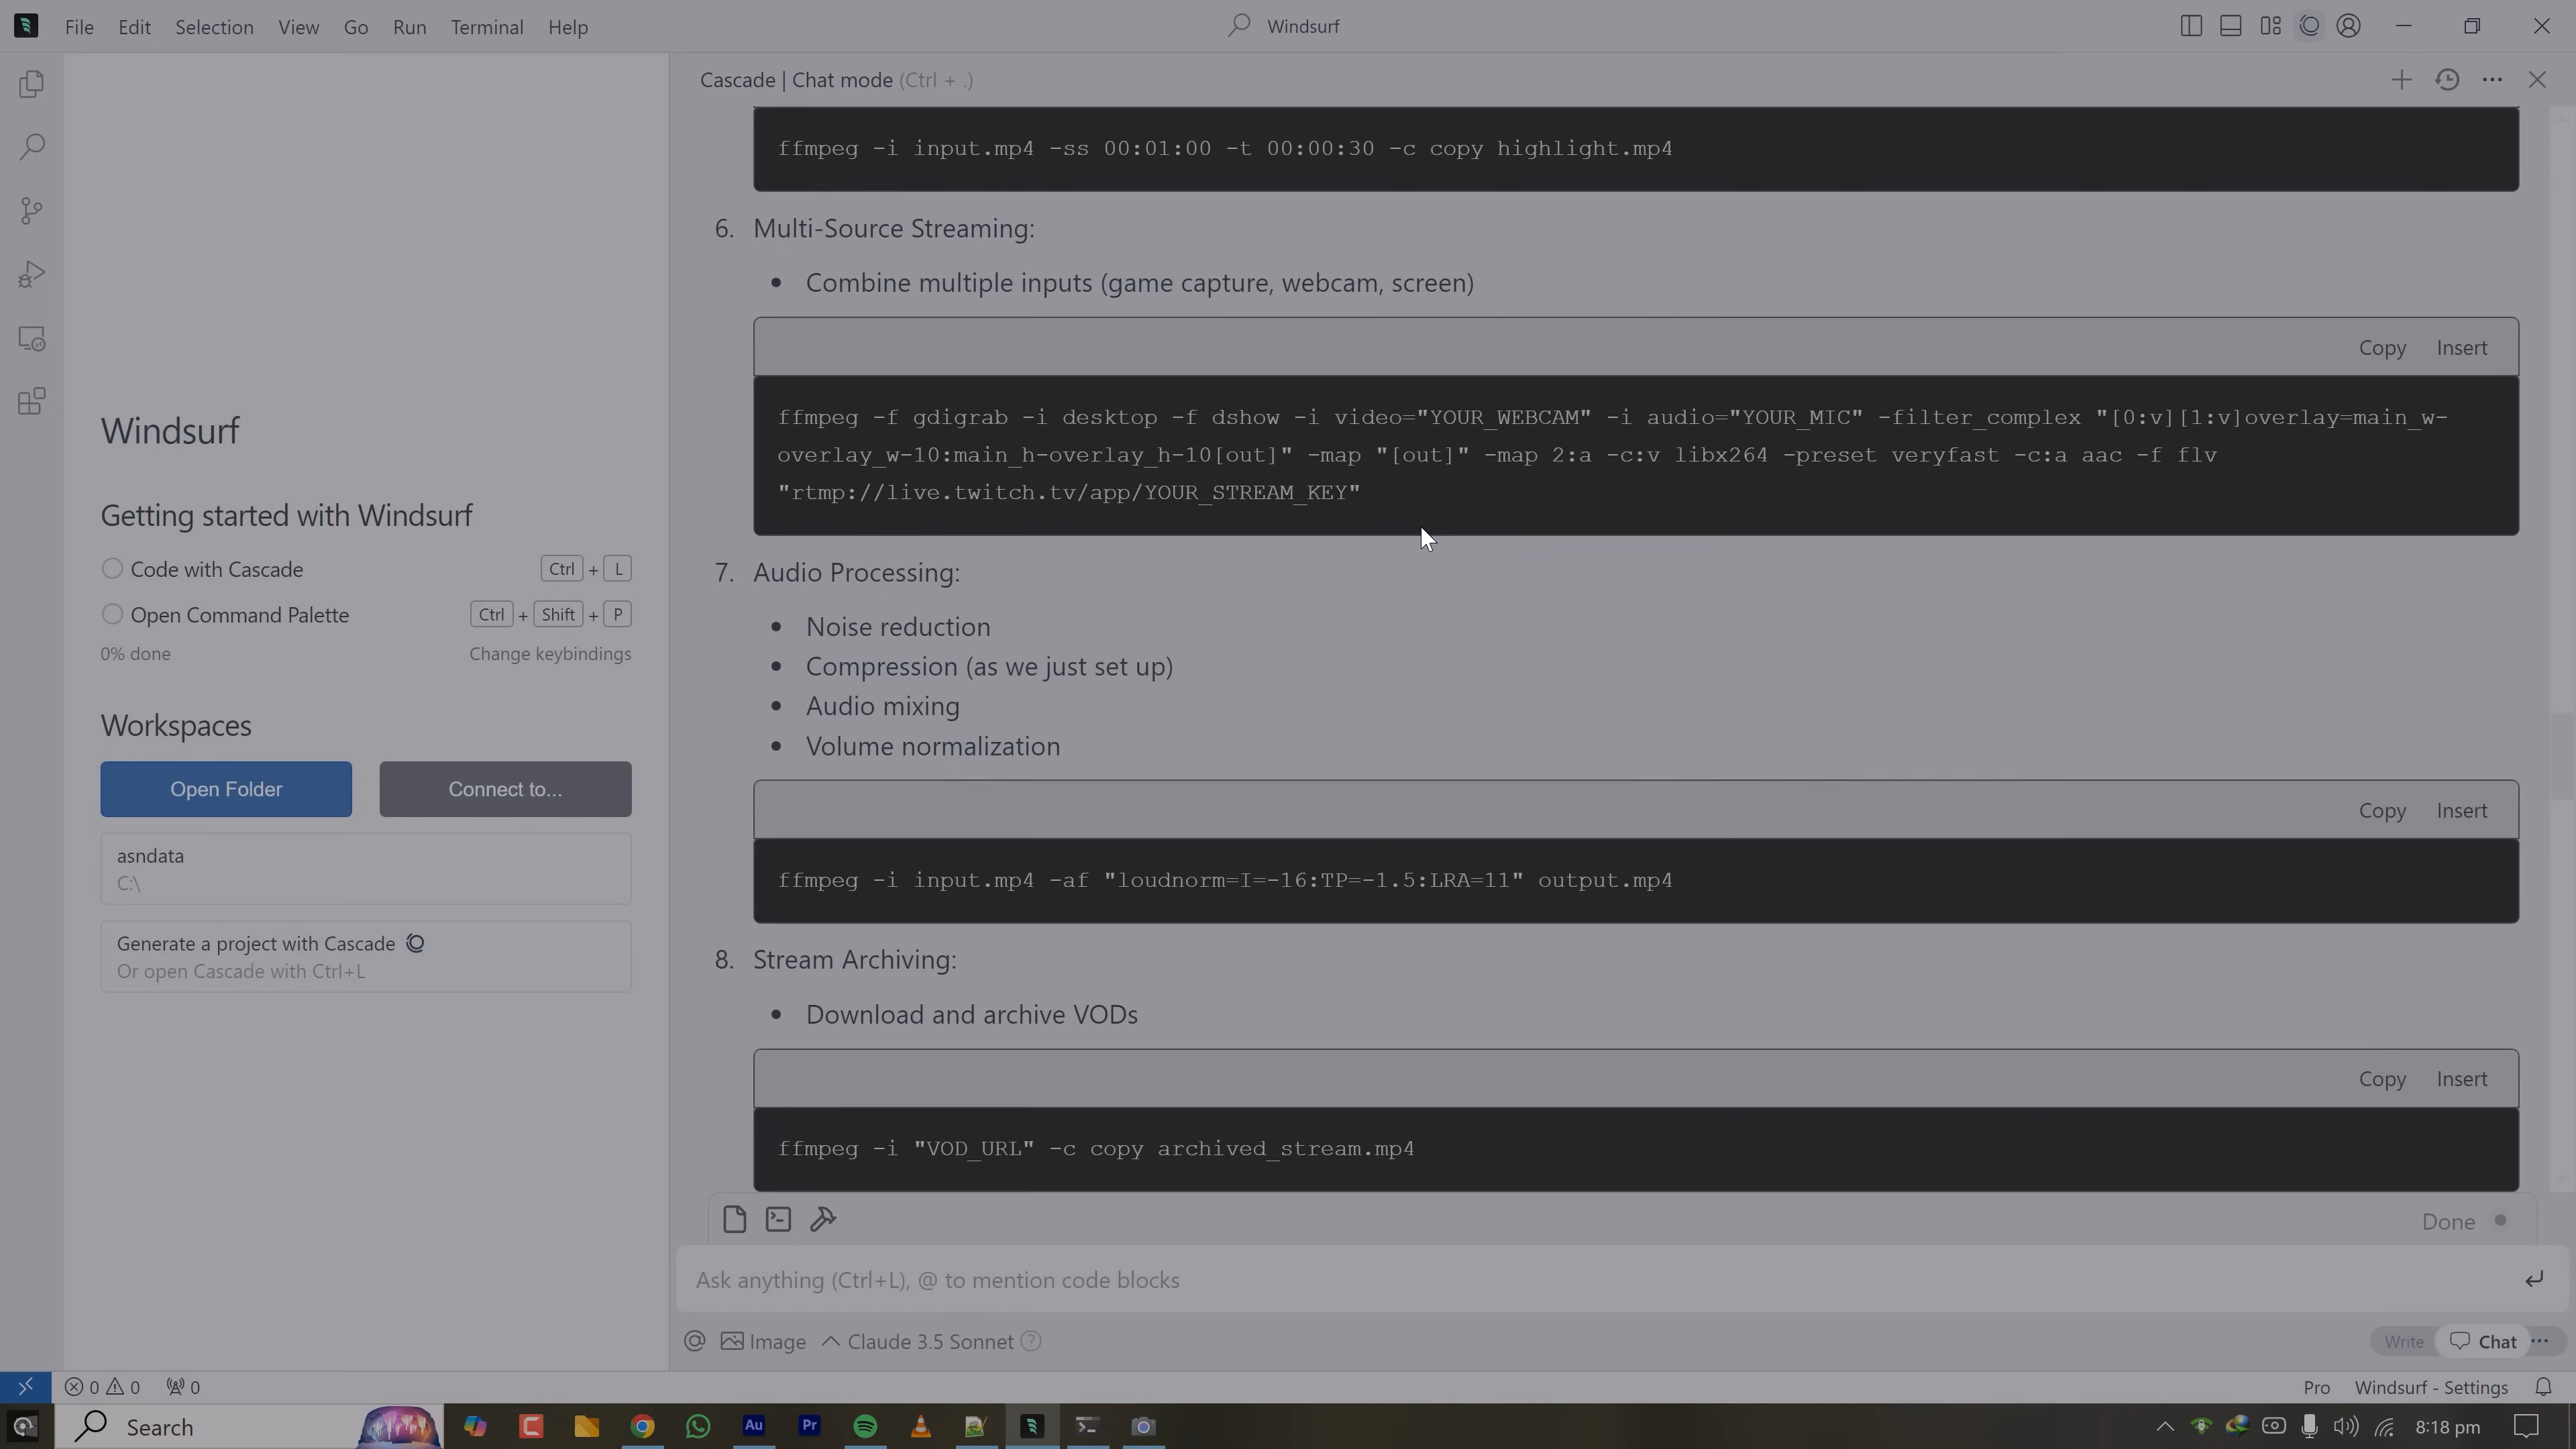 File Edit Selection View Go Run Terminal Help
Windsurf
Cascade | Chat mode (Ctrl + .)
ffmpeg -i input.mp4 -ss 00:01:00 -t 00:00:30 -c copy highlight.mp4
6. Multi-Source Streaming:
• Combine multiple inputs (game capture, webcam, screen)
Copy Insert
ffmpeg -f gdigrab -i desktop -f dshow -i video="YOUR_WEBCAM" -i audio="YOUR_MIC" -filter_complex "[0:v][1:v]overlay=main_w-
overlay_w-10:main_h-overlay_h-10[out]" -map "[out]" -map 2:a -c:v libx264 -preset veryfast -c:a aac -f flv
"rtmp://live.twitch.tv/app/YOUR_STREAM_KEY"
7. Audio Processing:
• Noise reduction
• Compression (as we just set up)
• Audio mixing
• Volume normalization
Copy Insert
ffmpeg -i input.mp4 -af "loudnorm=I=-16:TP=-1.5:LRA=11" output.mp4
8. Stream Archiving:
• Download and archive VODs
Copy Insert
ffmpeg -i "VOD_URL" -c copy archived_stream.mp4
Done
Ask anything (Ctrl+L), @ to mention code blocks
Image Claude 3.5 Sonnet
Write Chat
Windsurf
Getting started with Windsurf
Code with Cascade Ctrl + L
Open Command Palette Ctrl + Shift + P
0% done Change keybindings
Workspaces
Open Folder Connect to...
asndata
C:\
Generate a project with Cascade
Or open Cascade with Ctrl+L
0 0 0
Pro Windsurf - Settings
Search
Au Pr
8:18 pm